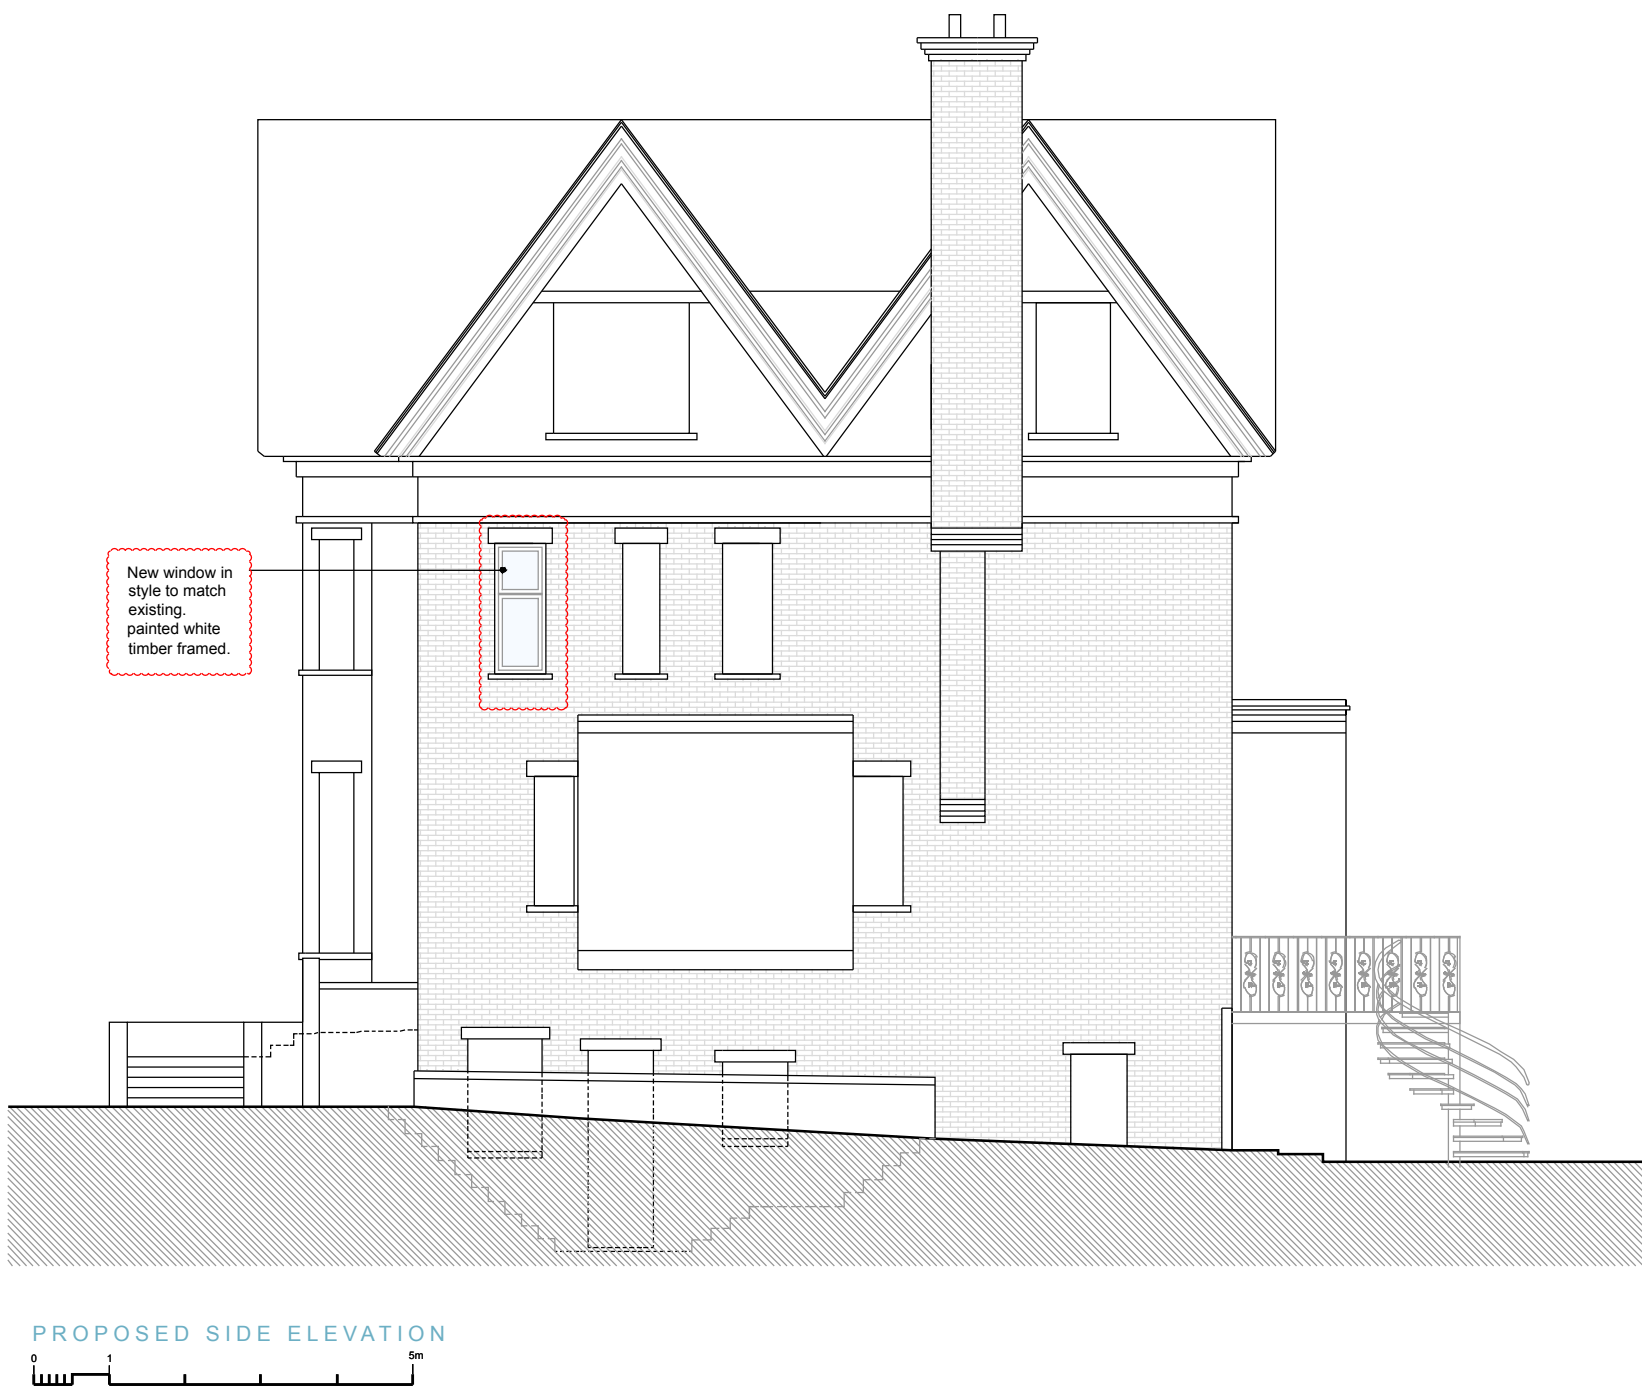 New window in
style to match
existing.
painted white
timber framed.
PROPOSED SIDE ELEVATION
0 1 5m